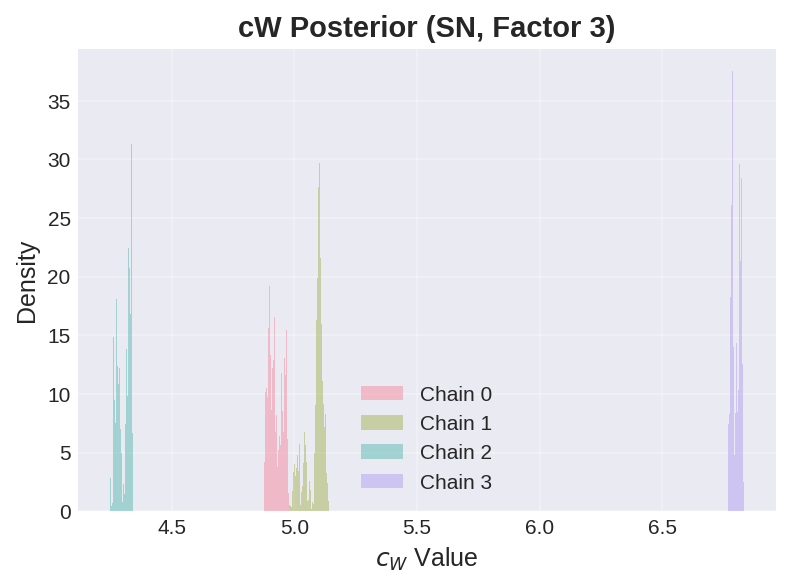 cW Posterior (SN, Factor 3)
35
30
25
20
15
10
5
0
Density
Chain 0
Chain 1
Chain 2
Chain 3
4.5 5.0 5.5 6.0 6.5
c_W Value